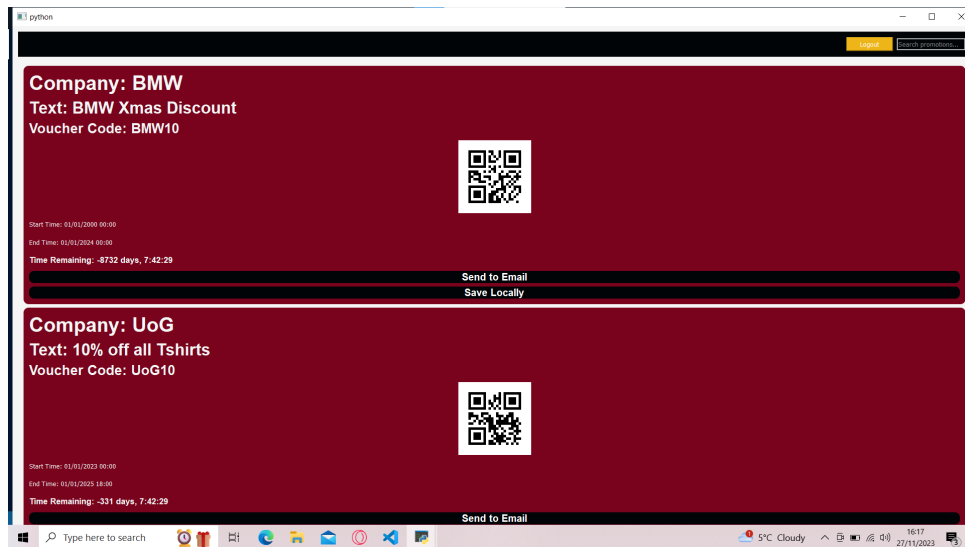 python
Logout
Search promotions...
Company: BMW
Text: BMW Xmas Discount
Voucher Code: BMW10
Start Time: 01/01/2000 00:00
End Time: 01/01/2024 00:00
Time Remaining: -8732 days, 7:42:29
Send to Email
Save Locally
Company: UoG
Text: 10% off all Tshirts
Voucher Code: UoG10
Start Time: 01/01/2023 00:00
End Time: 01/01/2025 18:00
Time Remaining: -331 days, 7:42:29
Send to Email
Type here to search
5°C Cloudy
16:17
27/11/2023
3